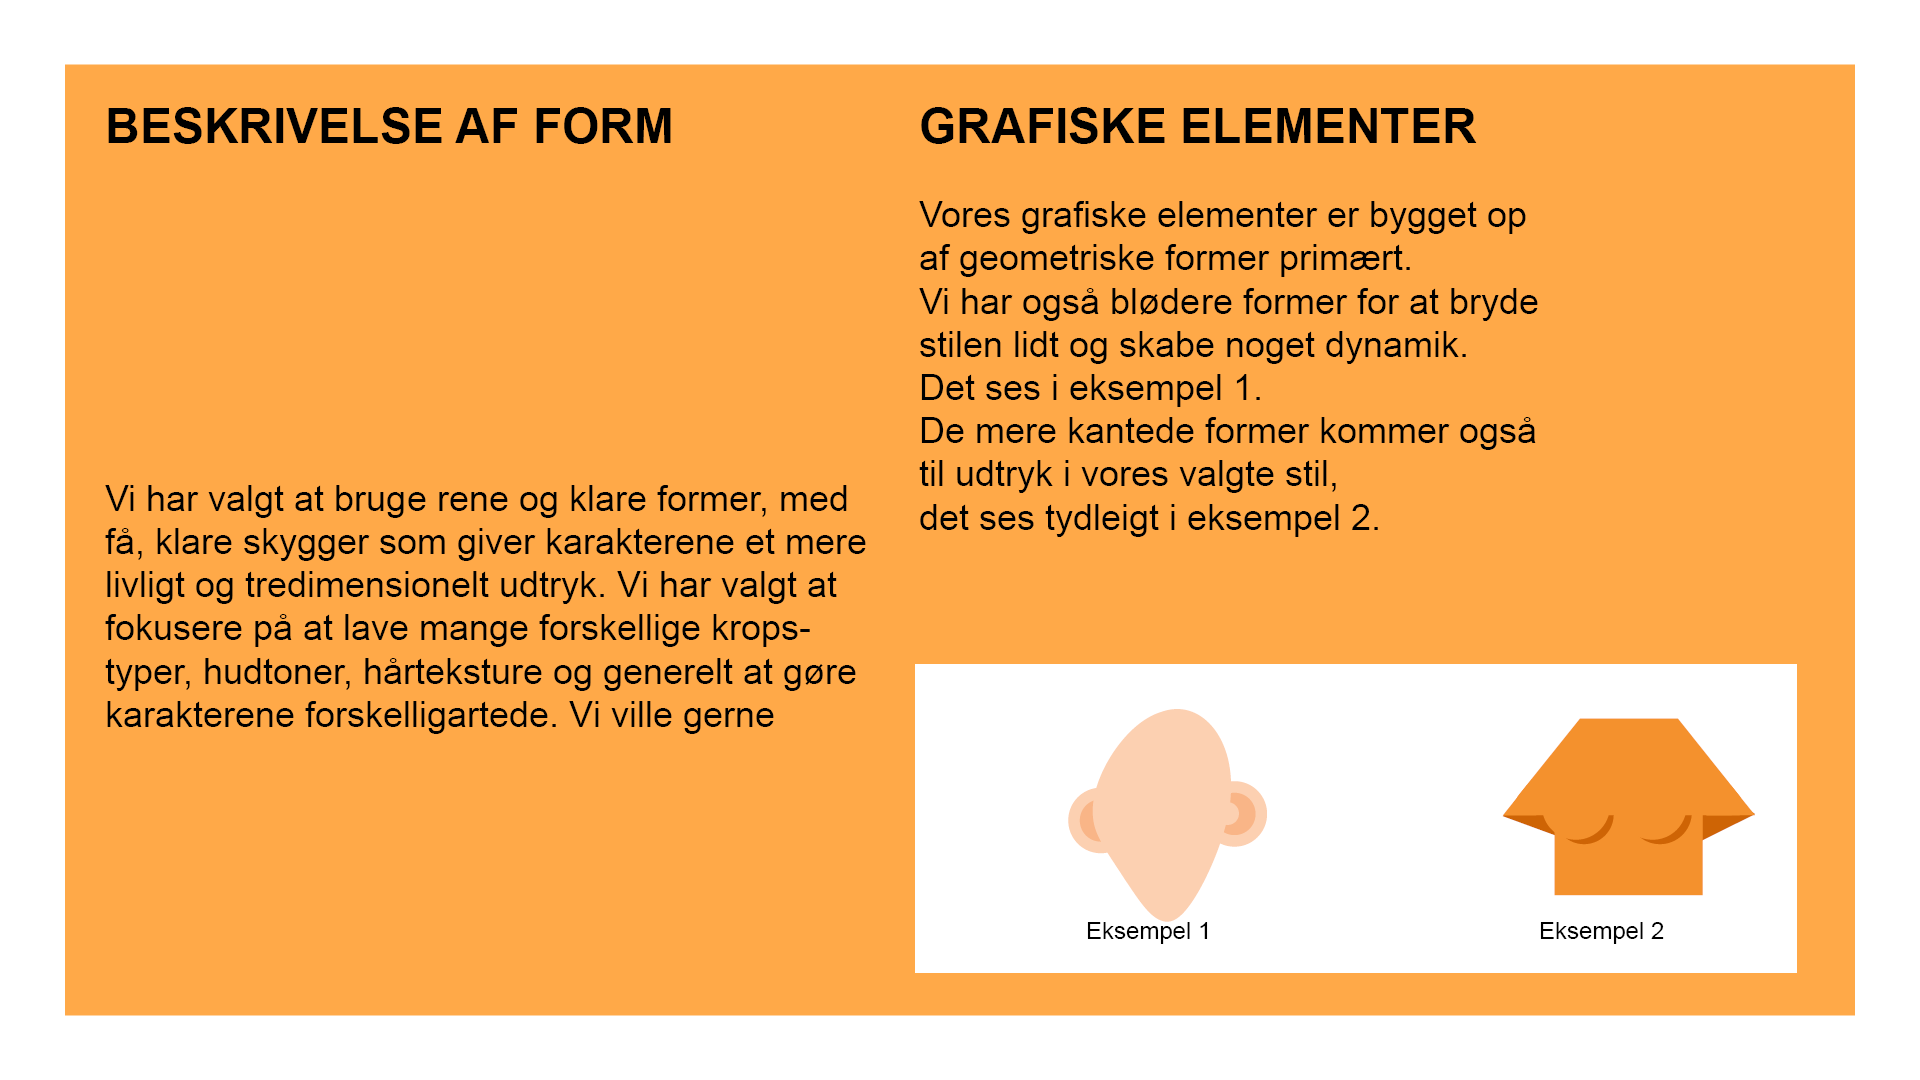 BESKRIVELSE AF FORM
Vi har valgt at bruge rene og klare former, med
få, klare skygger som giver karakterene et mere
livligt og tredimensionelt udtryk. Vi har valgt at
fokusere på at lave mange forskellige krops-
typer, hudtoner, hårteksture og generelt at gøre
karakterene forskelligartede. Vi ville gerne
GRAFISKE ELEMENTER
Vores grafiske elementer er bygget op
af geometriske former primært.
Vi har også blødere former for at bryde
stilen lidt og skabe noget dynamik.
Det ses i eksempel 1.
De mere kantede former kommer også
til udtryk i vores valgte stil,
det ses tydleigt i eksempel 2.
Eksempel 1
Eksempel 2